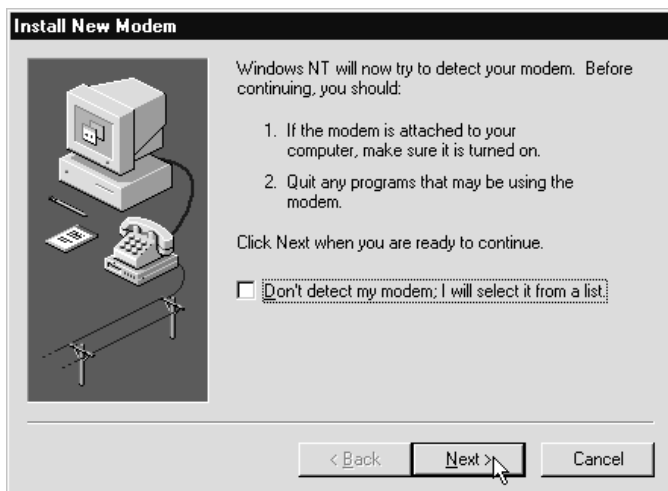 Install New Modem
Windows NT will now try to detect your modem.  Before
continuing, you should:
1.  If the modem is attached to your
computer, make sure it is turned on.
2.  Quit any programs that may be using the
modem.
Click Next when you are ready to continue.
Don't detect my modem; I will select it from a list.
< Back
Next >
Cancel